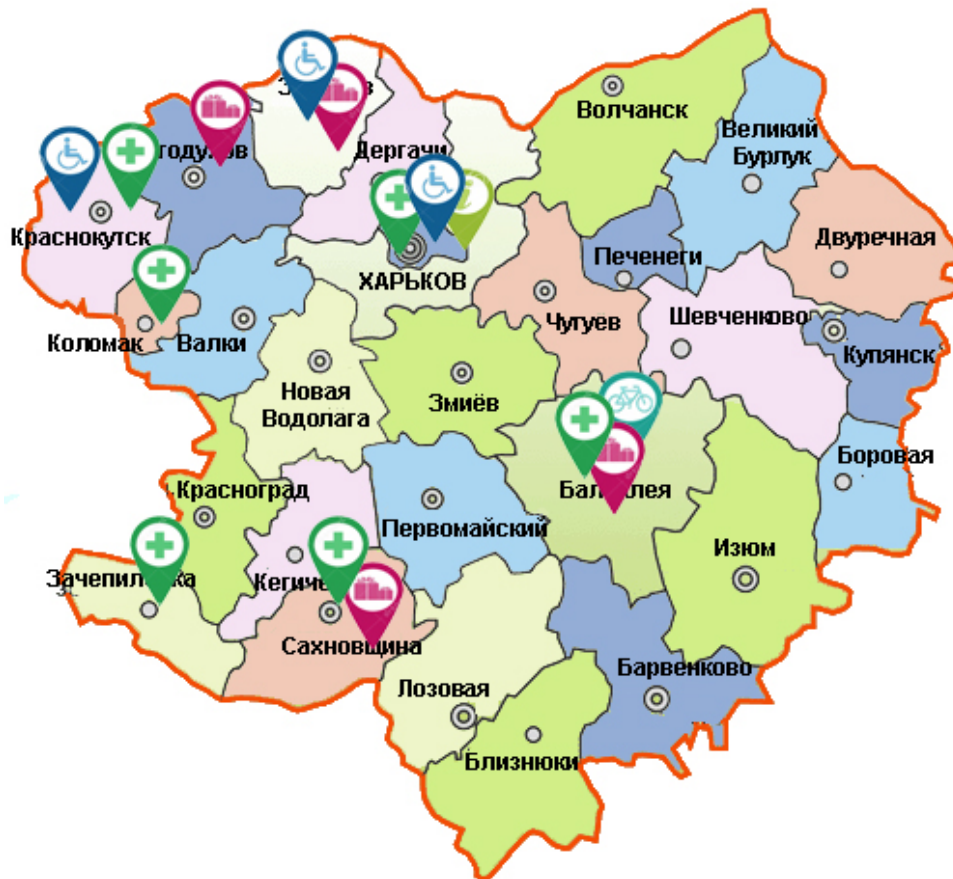 Волчанск
Великий
Бурлук
Дергачи
Краснокутск
Двуречная
Печенеги
ХАРЬКОВ
Чугуев
Шевченково
Коломак
Валки
Купянск
Новая
Водолага
Змиёв
Боровая
Красноград
Первомайский
Изюм
Сахновщина
Барвенково
Лозовая
Близнюки